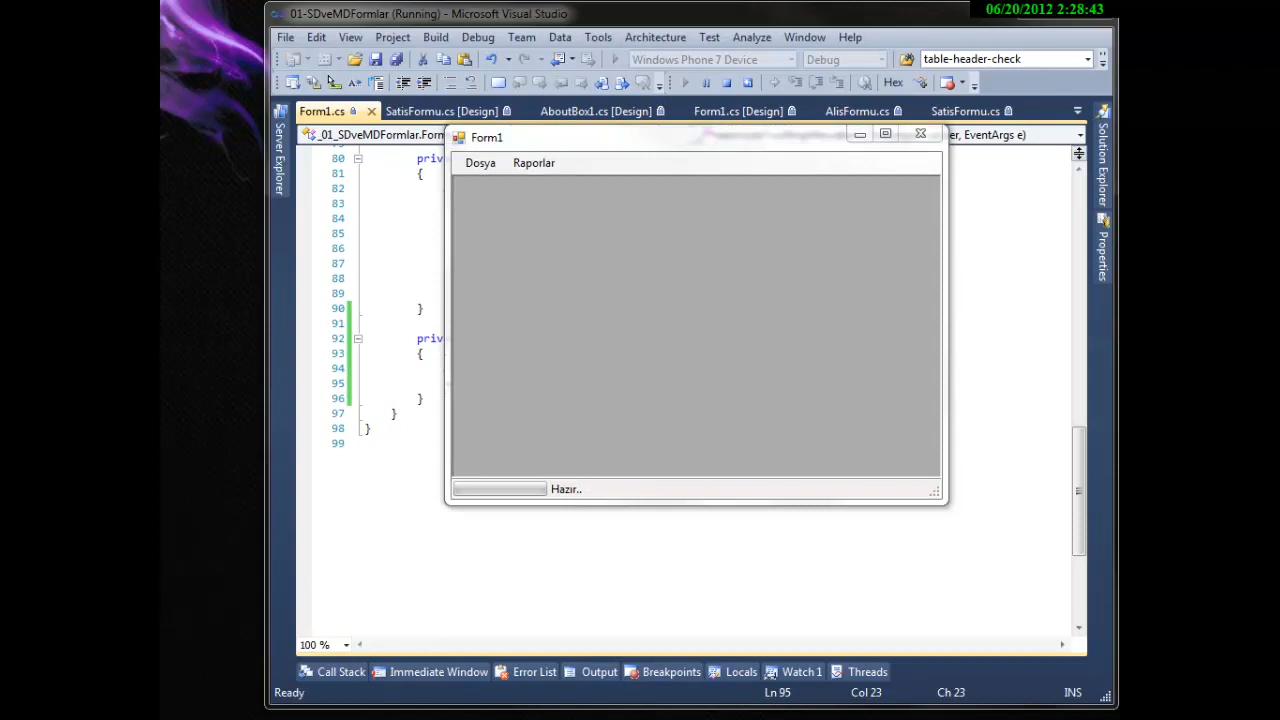 06/20/2012 2:28:43
01-SDveMDFormlar (Running) - Microsoft Visual Studio
File Edit View Project Build Debug Team Data Tools Architecture Test Analyze Window Help
Windows Phone 7 Device Debug table-header-check
Hex
Form1.cs SatisFormu.cs [Design] AboutBox1.cs [Design] Form1.cs [Design] AlisFormu.cs SatisFormu.cs
_01_SDveMDFormlar.Form er, EventArgs e)
Server Explorer
Solution Explorer
Properties
Form1
Dosya Raporlar
80 priv
81 {
82
83
84
85
86
87
88
89
90 }
91
92 priv
93 {
94
95
96 }
97 }
98 }
99
Hazır..
100 %
Call Stack Immediate Window Error List Output Breakpoints Locals Watch 1 Threads
Ready Ln 95 Col 23 Ch 23 INS